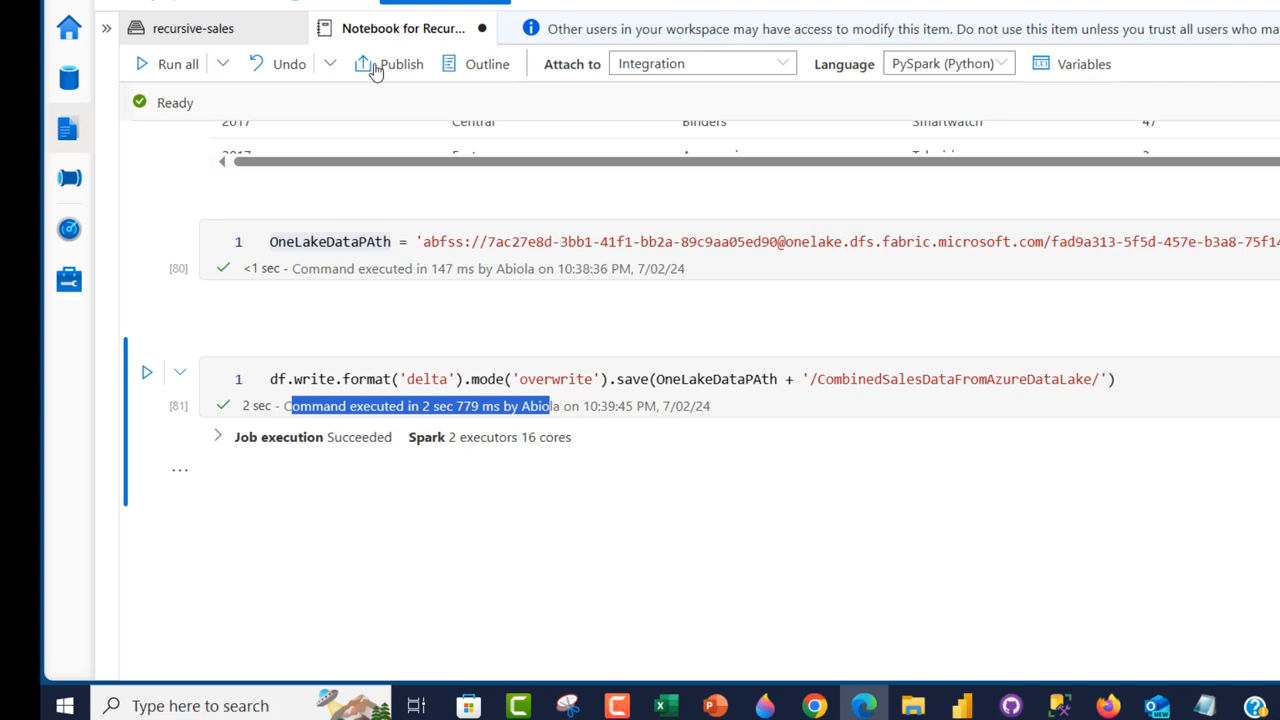 recursive-sales
Notebook for Recur...
Other users in your workspace may have access to modify this item. Do not use this item unless you trust all users who ma
Run all
Undo
Publish
Outline
Attach to
Integration
Language
PySpark (Python)
Variables
Ready
2017 Central Binders Smartwatch 47
1 OneLakeDataPAth = 'abfss://7ac27e8d-3bb1-41f1-bb2a-89c9aa05ed90@onelake.dfs.fabric.microsoft.com/fad9a313-5f5d-457e-b3a8-75f14
[80] <1 sec - Command executed in 147 ms by Abiola on 10:38:36 PM, 7/02/24
1 df.write.format('delta').mode('overwrite').save(OneLakeDataPAth + '/CombinedSalesDataFromAzureDataLake/')
[81] 2 sec - Command executed in 2 sec 779 ms by Abiola on 10:39:45 PM, 7/02/24
Job execution Succeeded Spark 2 executors 16 cores
...
Type here to search